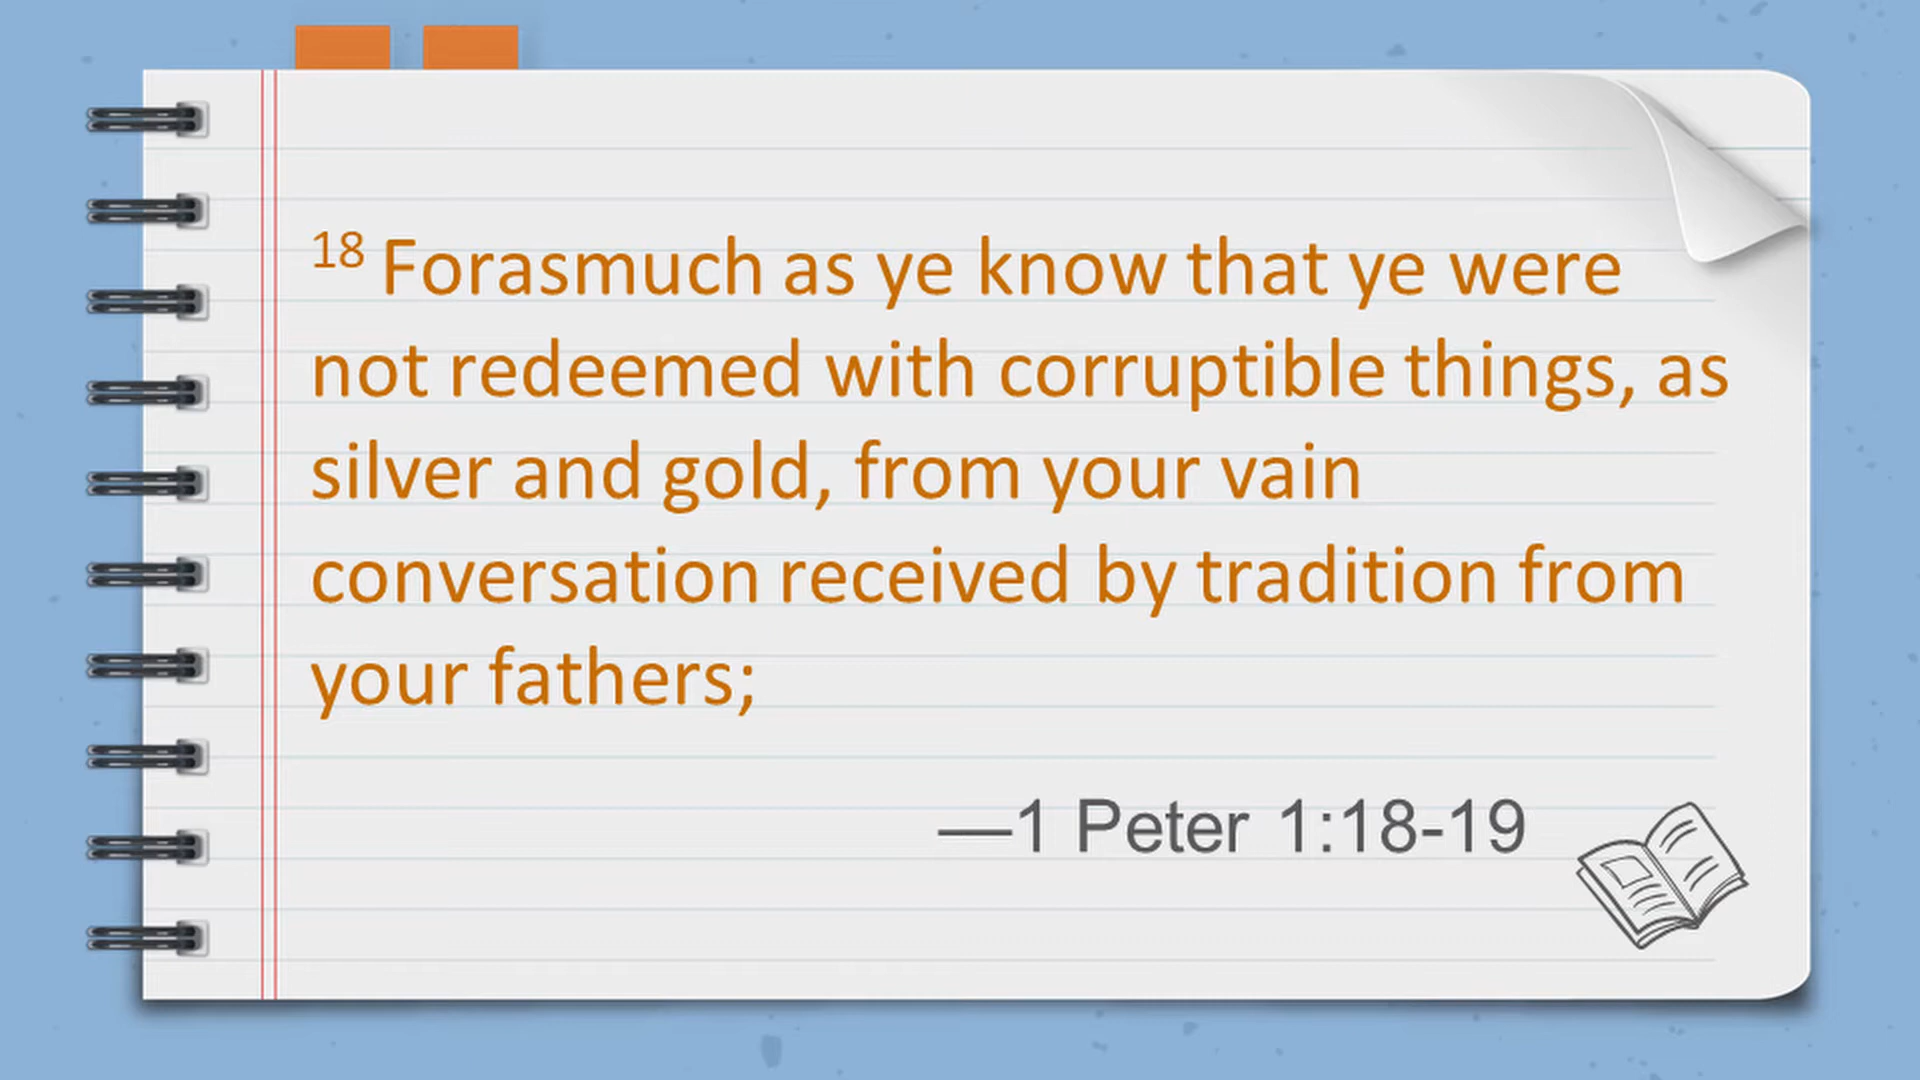 18 Forasmuch as ye know that ye were
not redeemed with corruptible things, as
silver and gold, from your vain
conversation received by tradition from
your fathers;
—1 Peter 1:18-19